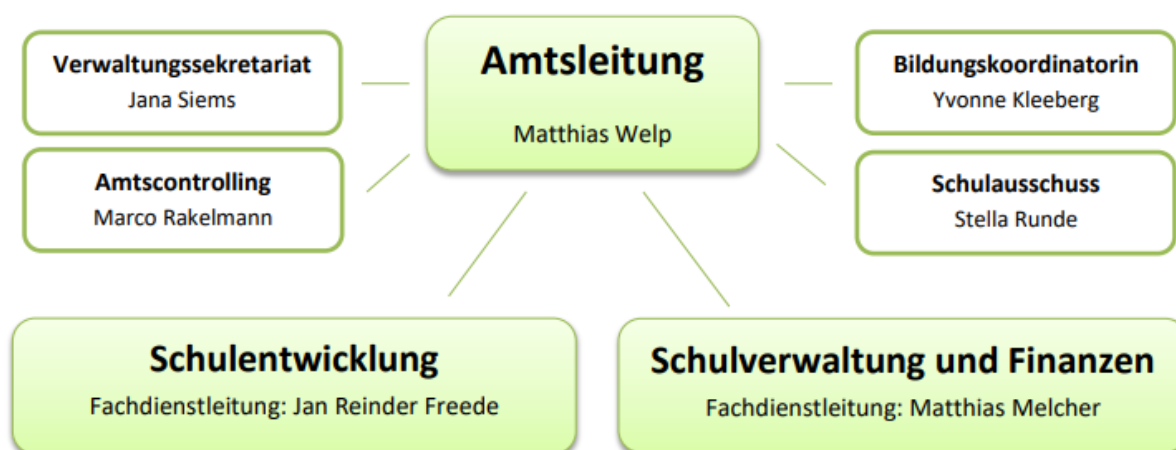 Verwaltungssekretariat
Jana Siems
Amtsleitung
Matthias Welp
Bildungskoordinatorin
Yvonne Kleeberg
Amtscontrolling
Marco Rakelmann
Schulausschuss
Stella Runde
Schulentwicklung
Fachdienstleitung: Jan Reinder Freede
Schulverwaltung und Finanzen
Fachdienstleitung: Matthias Melcher